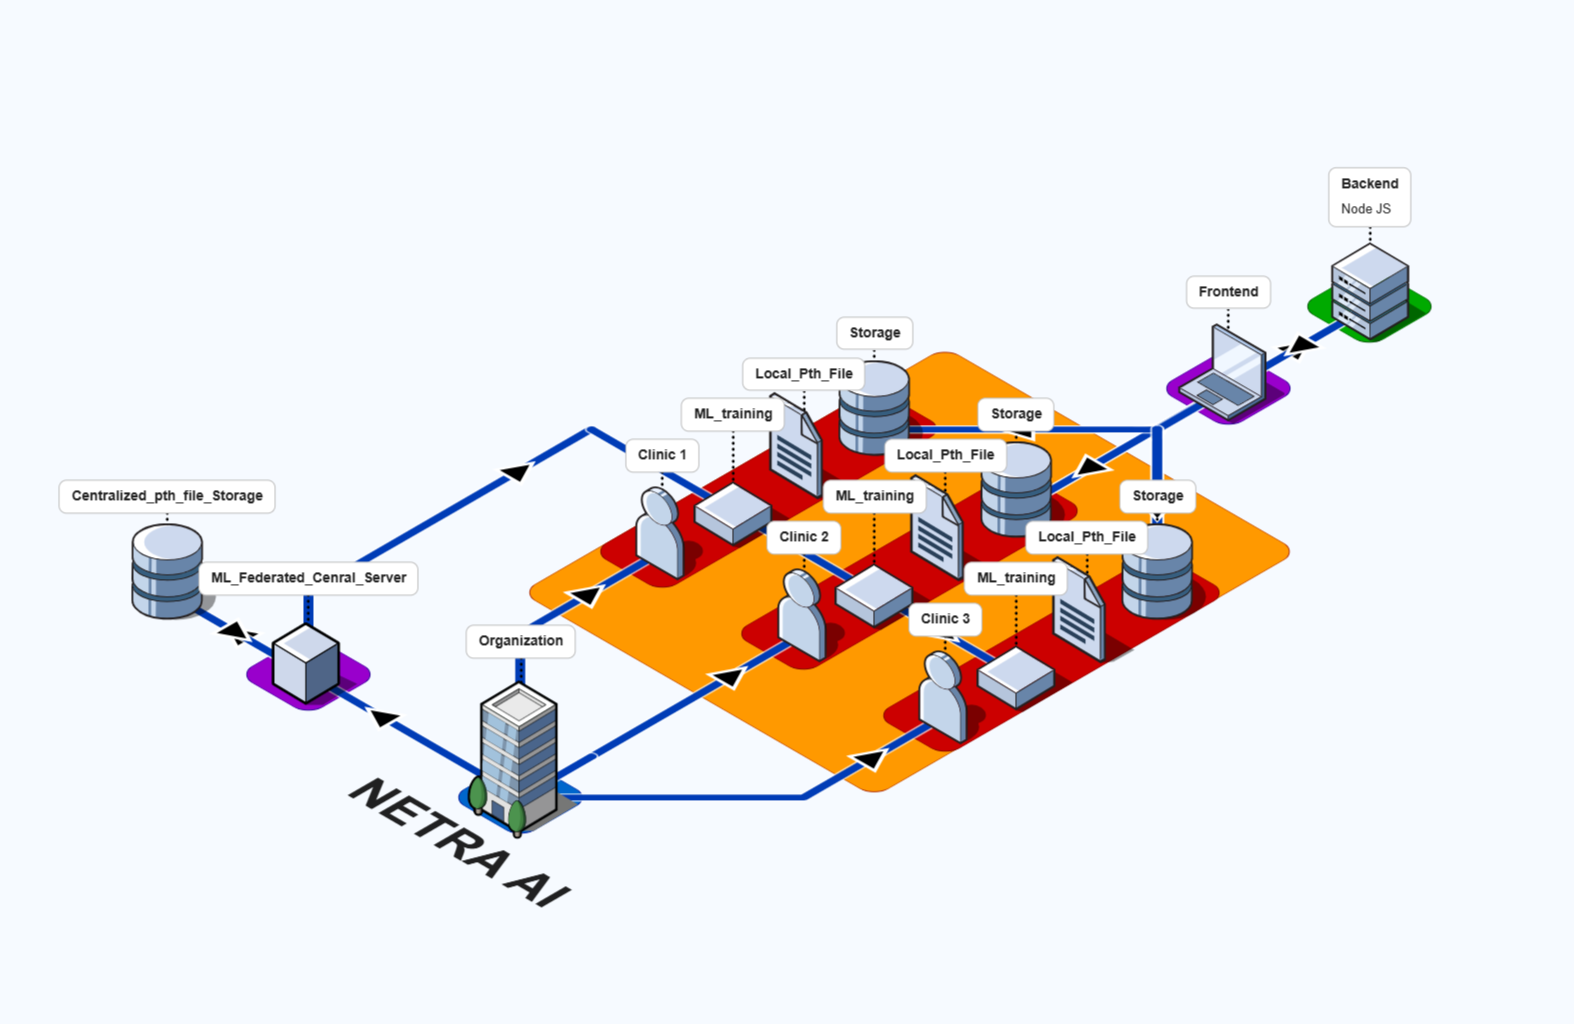 Backend
Node JS
Frontend
Storage
Local_Pth_File
ML_training
Clinic 1
Storage
Local_Pth_File
ML_training
Clinic 2
Storage
Local_Pth_File
ML_training
Clinic 3
Centralized_pth_file_Storage
ML_Federated_Cenral_Server
Organization
NETRA AI